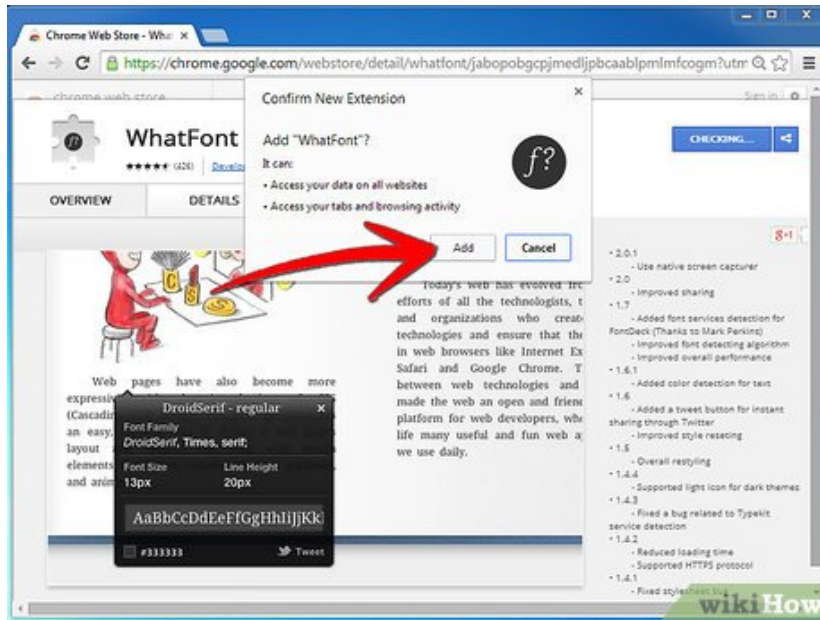 Chrome Web Store - Wha
https://chrome.google.com/webstore/detail/whatfont/jabopobgcpjmedljpbcaablpmlmfcogm?utm
chrome web store
Sign in
Confirm New Extension
Add "WhatFont"?
It can:
• Access your data on all websites
• Access your tabs and browsing activity
f?
Add
Cancel
WhatFont
(426)
CHECKING...
OVERVIEW
DETAILS
g+1
C
S
Today's web has evolved
efforts of all the technologists,
and organizations who
technologies and ensure that
in web browsers like Internet
Safari and Google Chrome.
between web technologies and
made the web an open and
platform for web developers,
life many useful and fun web
we use daily.
Web pages have also become more
(Cascadin
an easy,
layout
elements
DroidSerif - regular
Font Family
DroidSerif, Times, serif;
Font Size
Line Height
13px
20px
AaBbCcDdEeFfGgHhIiJjKk
#333333
Tweet
• 2.0.1
- Use native screen capturer
• 2.0
- Improved sharing
• 1.7
- Added font services detection for
FontDeck (Thanks to Mark Perkins)
- Improved font detecting algorithm
- Improved overall performance
• 1.6.1
- Added color detection for text
• 1.6
- Added a tweet button for instant
sharing through Twitter
- Improved style reseting
• 1.5
- Overall restyling
• 1.4.4
- Supported light icon for dark themes
• 1.4.3
- Fixed a bug related to Typekit
service detection
• 1.4.2
- Reduced loading time
- Supported HTTPS protocol
• 1.4.1
- Fixed stylesheet bug
wikiHow